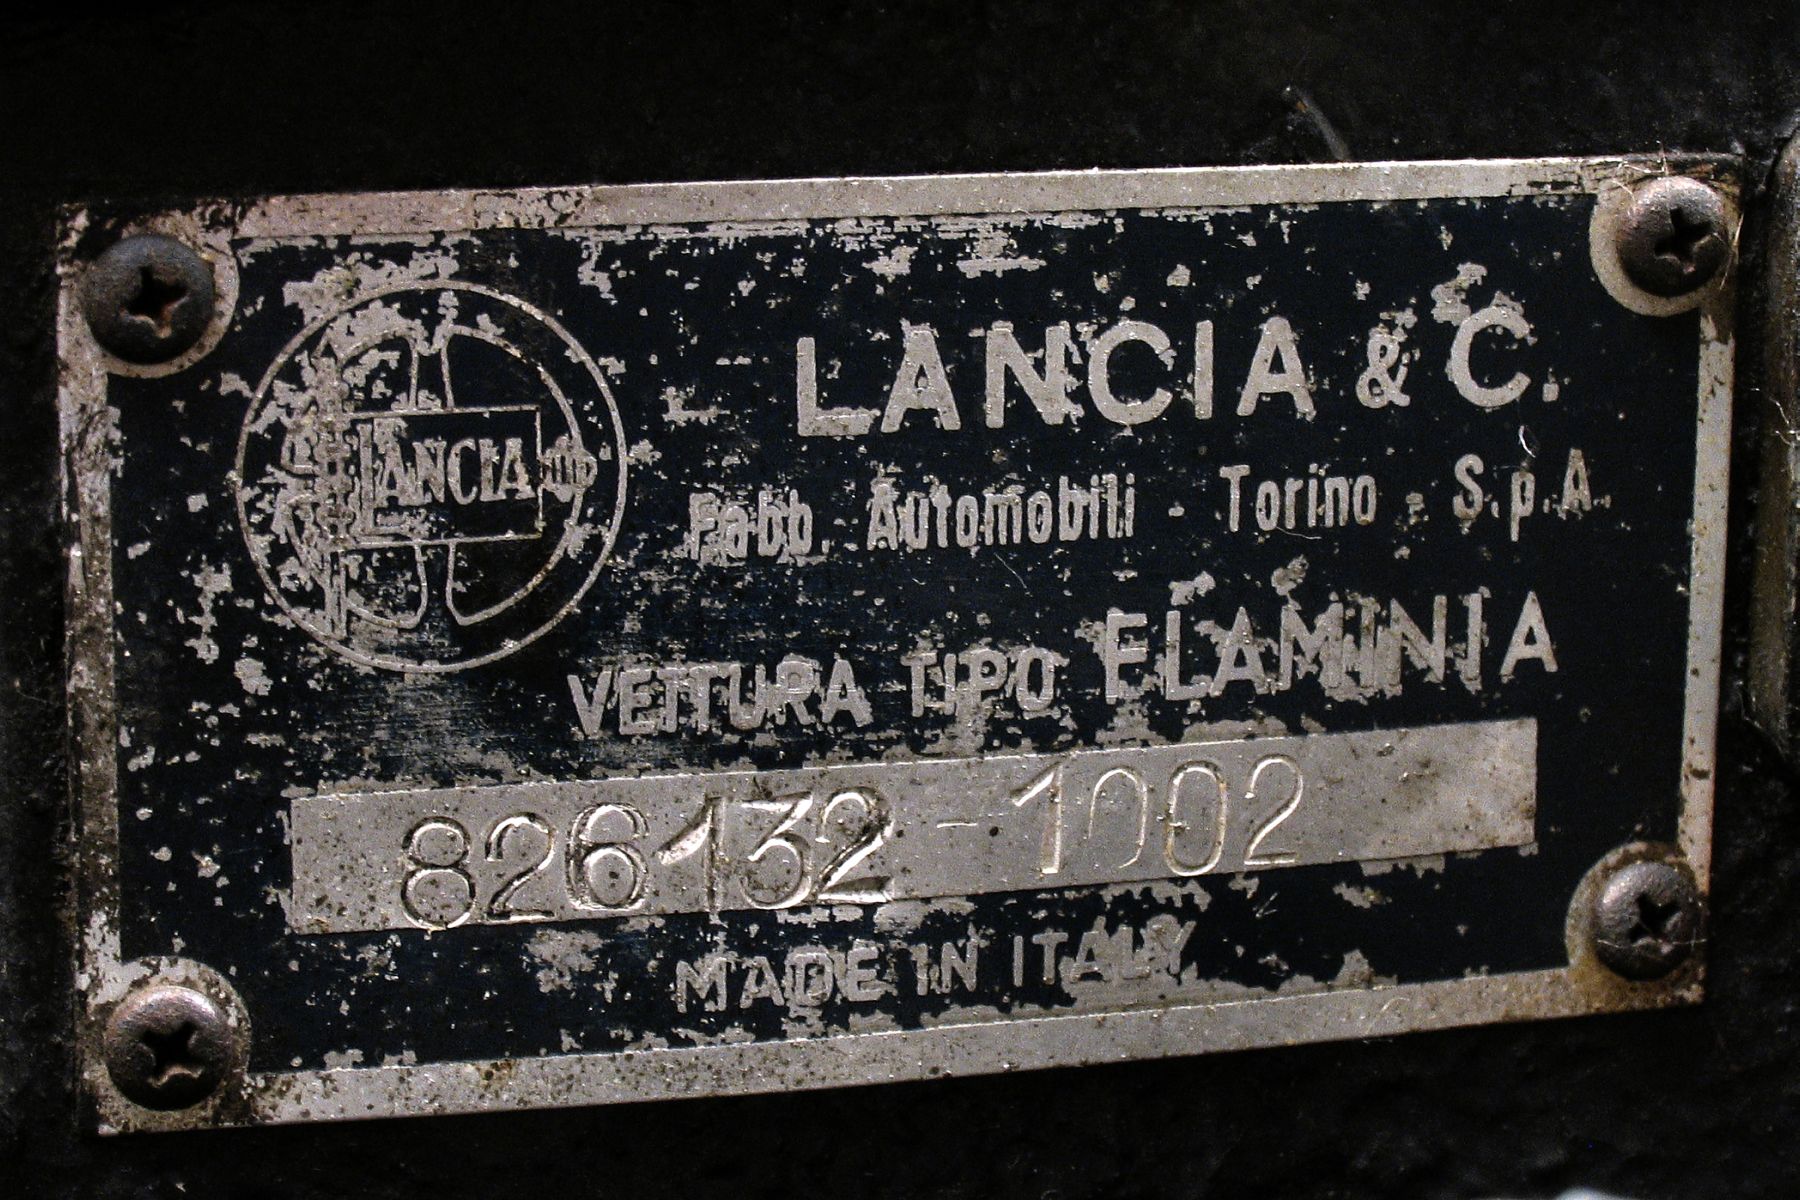 LANCIA
LANCIA & C.
Fabb. Automobili - Torino - S.p.A.
VETTURA TIPO FLAMINIA
826132-1002
MADE IN ITALY